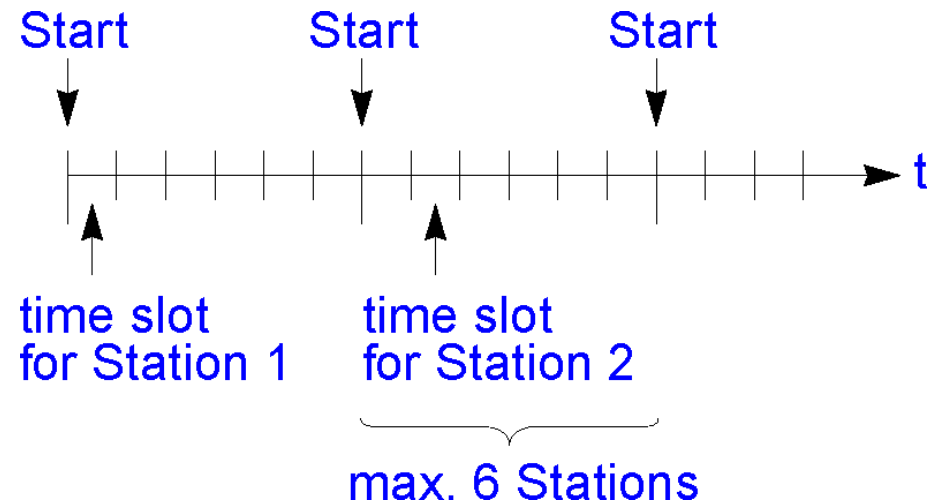 Start
Start
Start
t
time slot
for Station 1
time slot
for Station 2
max. 6 Stations